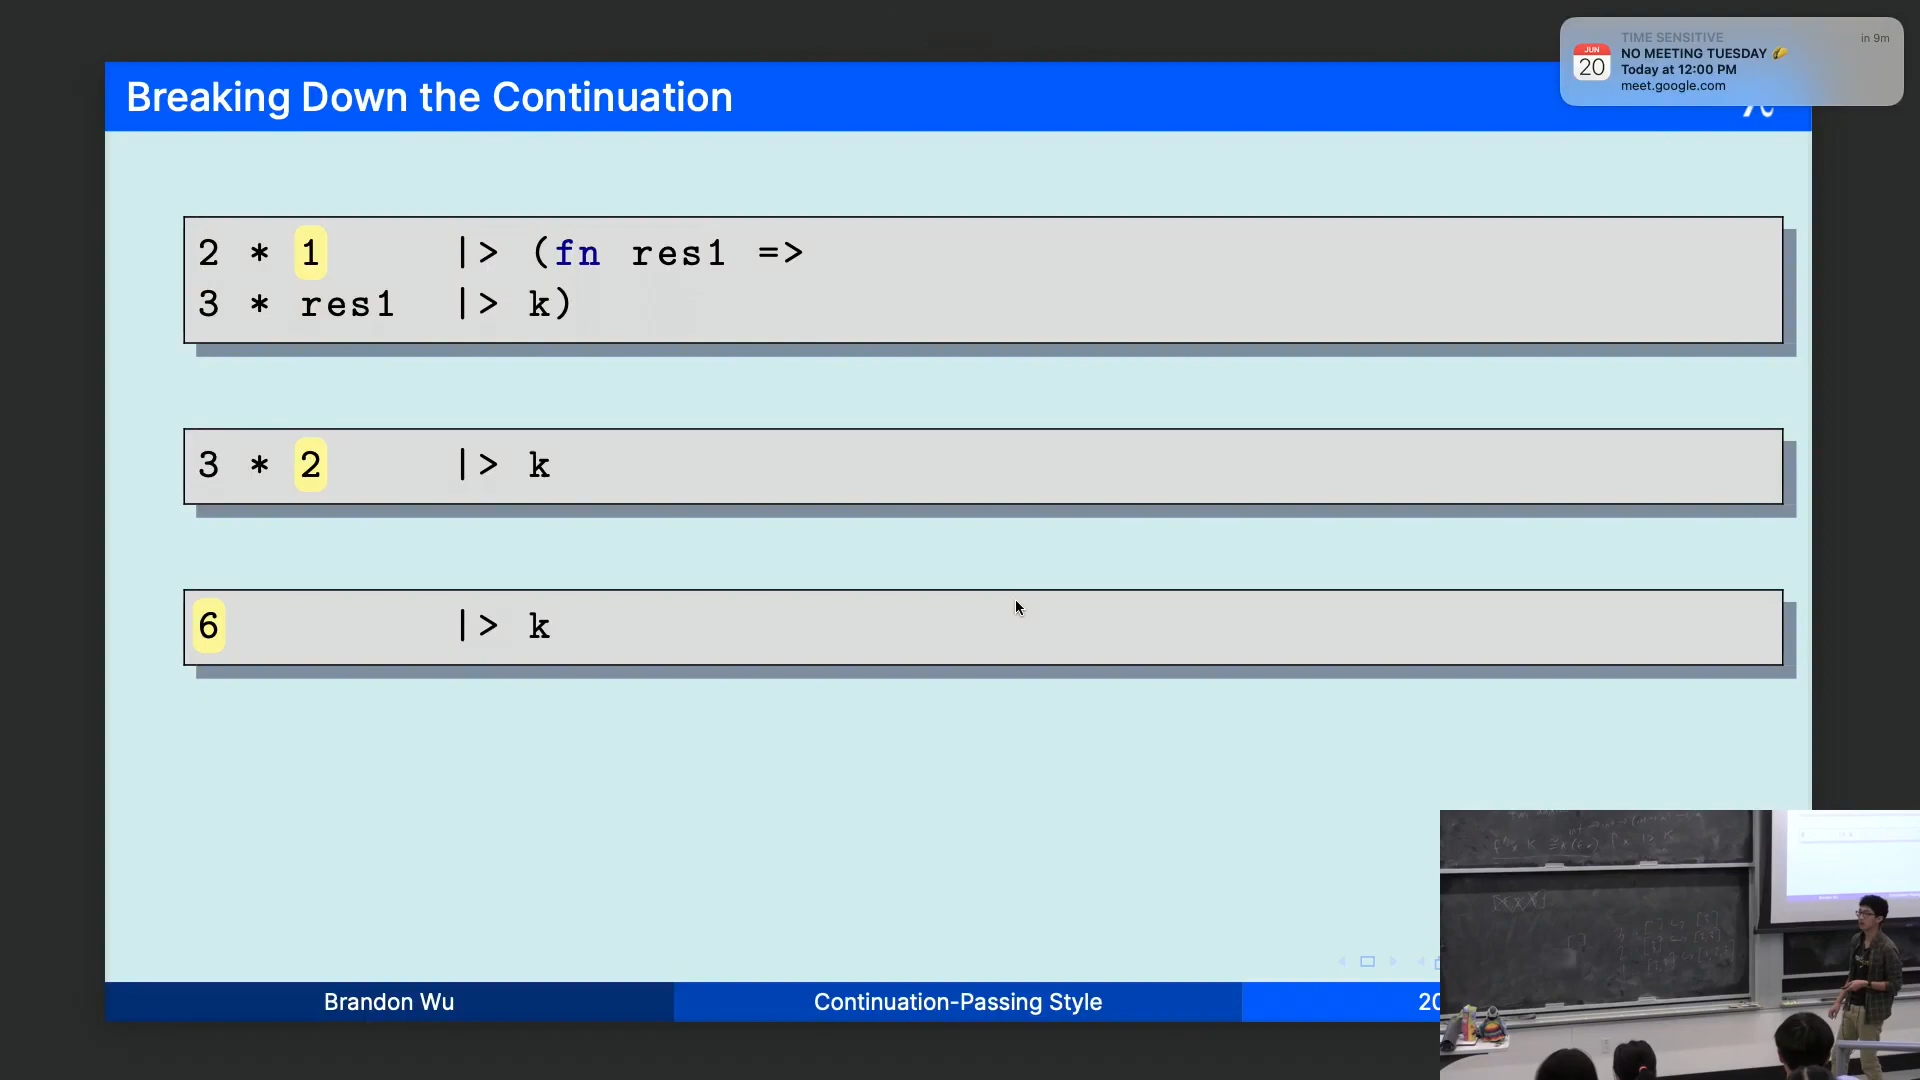 TIME SENSITIVE
in 9m
JUN
20
NO MEETING TUESDAY 🌮
Today at 12:00 PM
meet.google.com
Breaking Down the Continuation
2 * 1 |> (fn res1 =>
3 * res1 |> k)
3 * 2 |> k
6 |> k
Brandon Wu
Continuation-Passing Style